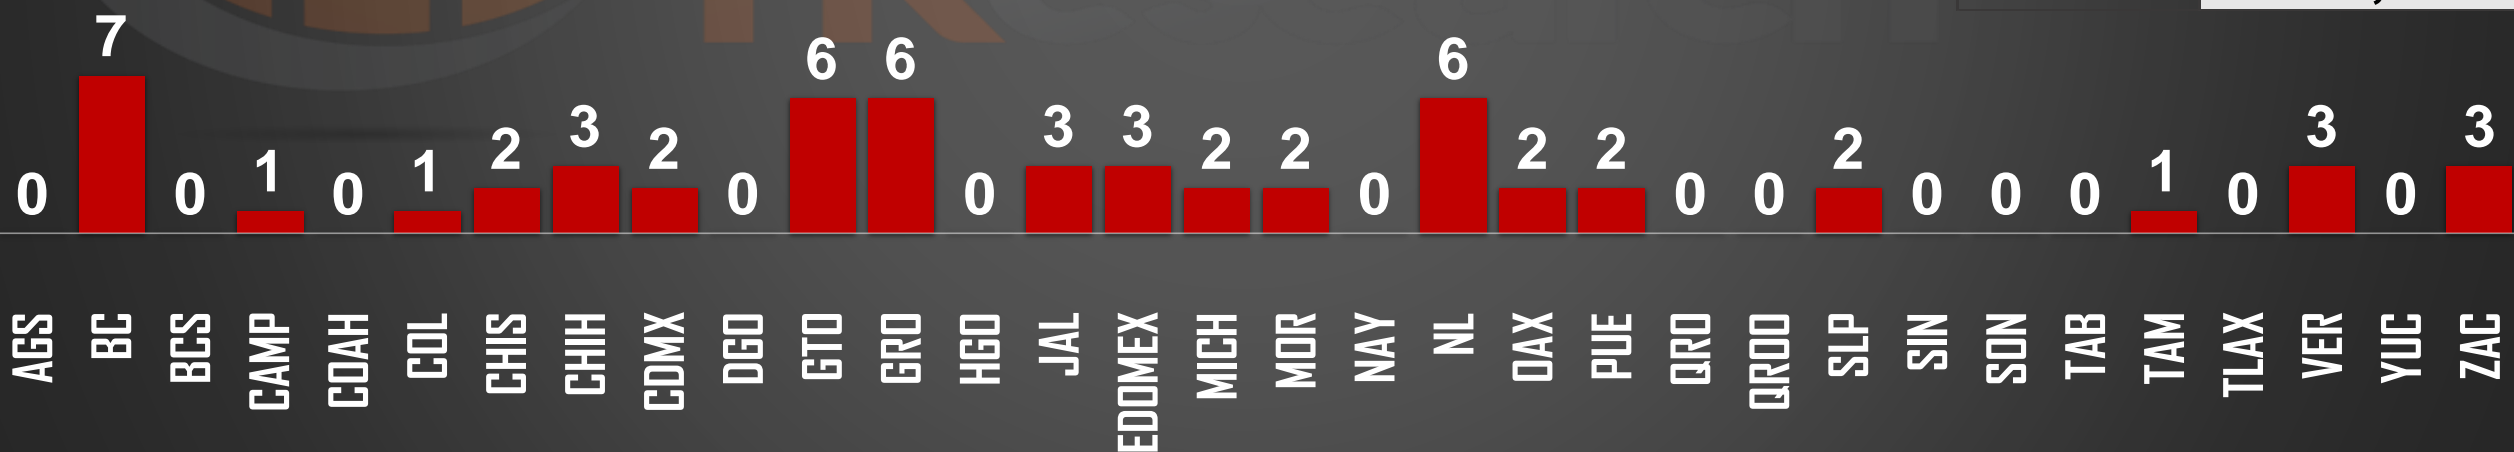 0 7 0 1 0 1 2 3 2 0 6 6 0 3 3 2 2 0 6 2 2 0 0 2 0 0 0 1 0 3 0 3
AGS BC BCS CAMP COAH COL CHIS CHIH CDMX DGO GTO GRO HGO JAL EDOMEX MICH MOR NAY NL OAX PUE QRO QROO SLP SIN SON TAB TAM TLAX VER YUC ZAC